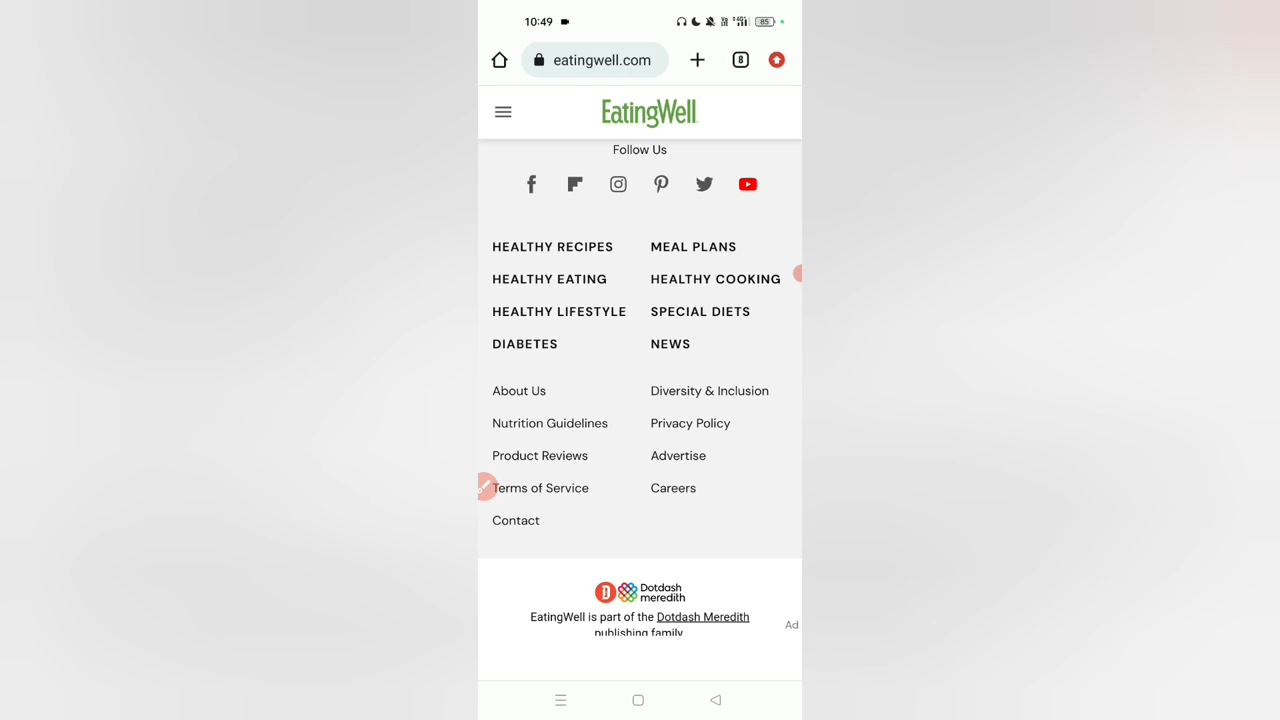 10:49
85
eatingwell.com
8
EatingWell
Follow Us
HEALTHY RECIPES
MEAL PLANS
HEALTHY EATING
HEALTHY COOKING
HEALTHY LIFESTYLE
SPECIAL DIETS
DIABETES
NEWS
About Us
Diversity & Inclusion
Nutrition Guidelines
Privacy Policy
Product Reviews
Advertise
Terms of Service
Careers
Contact
Dotdash
meredith
EatingWell is part of the Dotdash Meredith
publishing family
Ad